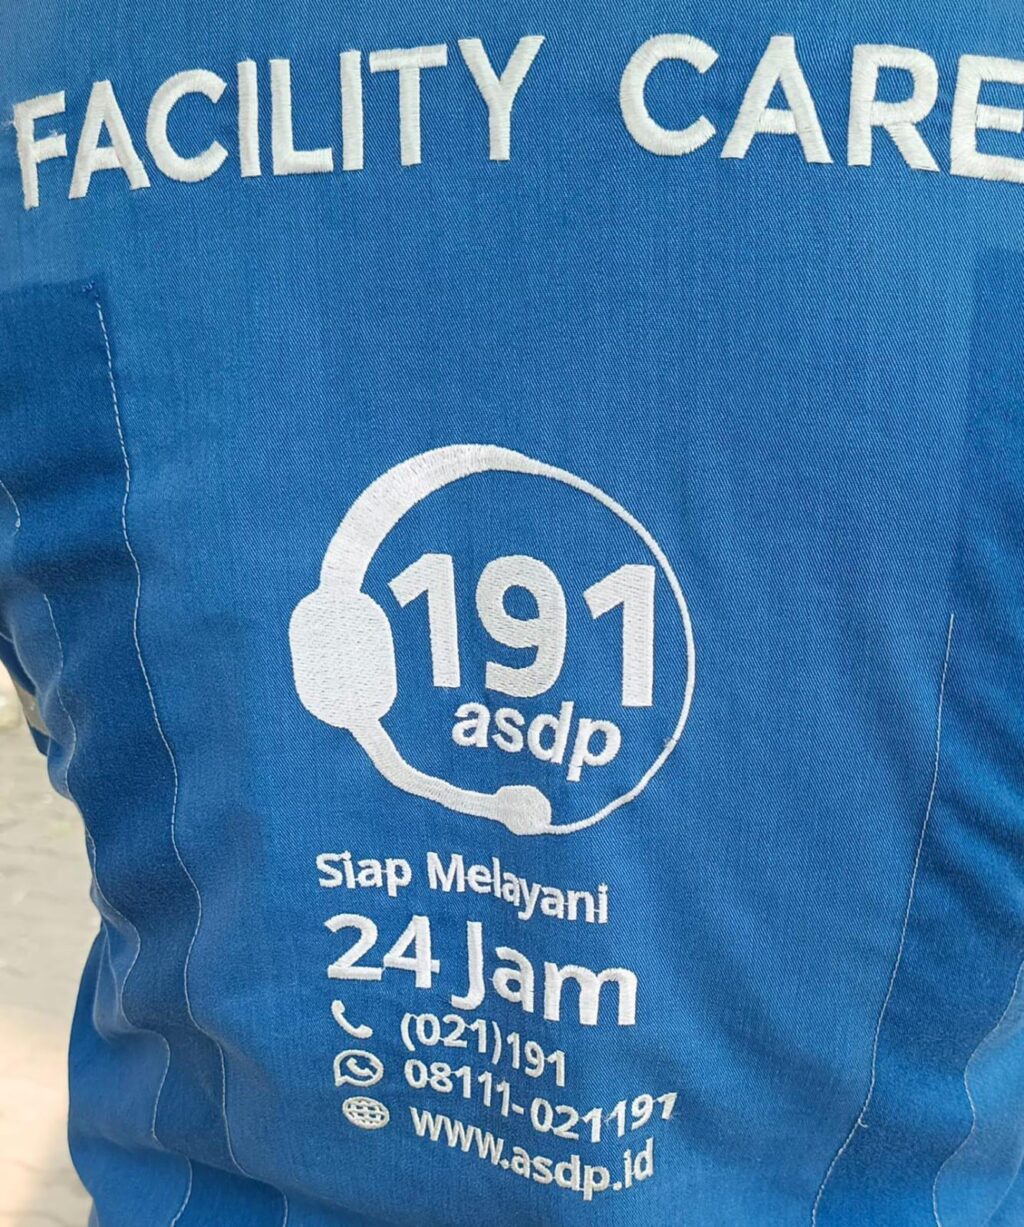 FACILITY CARE
191
asdp
Siap Melayani
24 Jam
(021)191
08111-021191
www.asdp.id